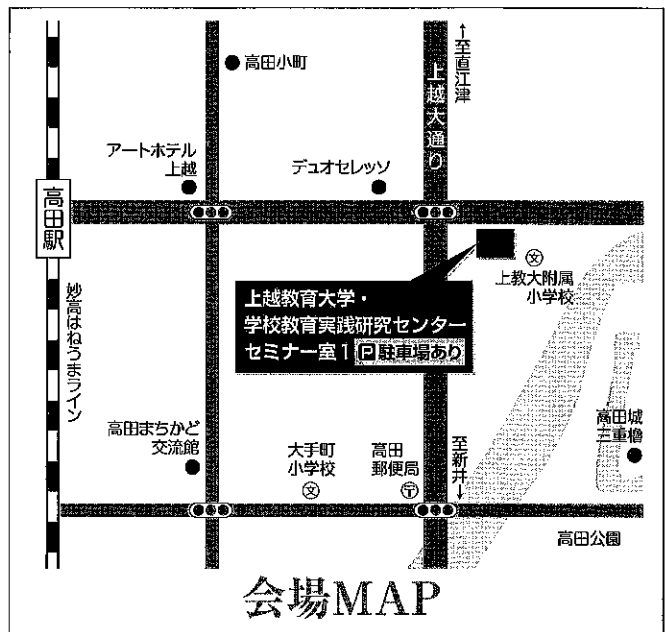 高田小町
上越大通り
↑至直江津
アートホテル
上越
デュオセレッソ
高田駅
上教大附属
小学校
文
妙高はねうまライン
上越教育大学・
学校教育実践研究センター
セミナー室1 P駐車場あり
高田まちかど
交流館
大手町
小学校
文
高田
郵便局
〒
至新井↓
高田城
三重櫓
高田公園
会場MAP